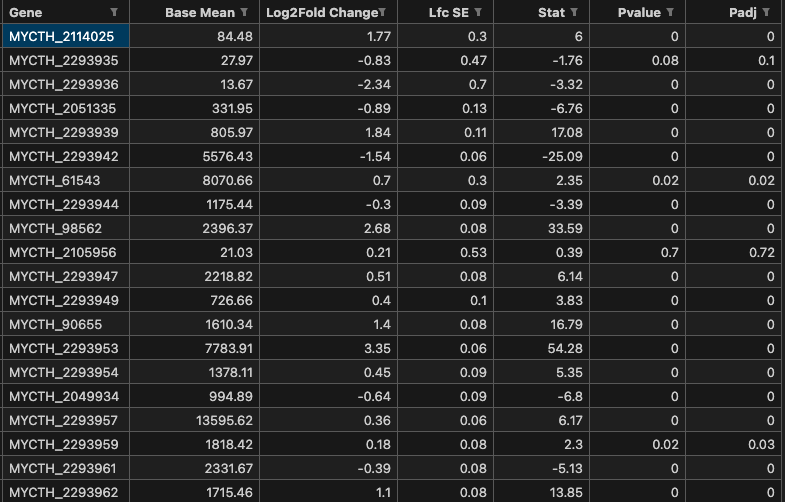 Gene Base Mean Log2Fold Change Lfc SE Stat Pvalue Padj
MYCTH_2114025 84.48 1.77 0.3 6 0 0
MYCTH_2293935 27.97 -0.83 0.47 -1.76 0.08 0.1
MYCTH_2293936 13.67 -2.34 0.7 -3.32 0 0
MYCTH_2051335 331.95 -0.89 0.13 -6.76 0 0
MYCTH_2293939 805.97 1.84 0.11 17.08 0 0
MYCTH_2293942 5576.43 -1.54 0.06 -25.09 0 0
MYCTH_61543 8070.66 0.7 0.3 2.35 0.02 0.02
MYCTH_2293944 1175.44 -0.3 0.09 -3.39 0 0
MYCTH_98562 2396.37 2.68 0.08 33.59 0 0
MYCTH_2105956 21.03 0.21 0.53 0.39 0.7 0.72
MYCTH_2293947 2218.82 0.51 0.08 6.14 0 0
MYCTH_2293949 726.66 0.4 0.1 3.83 0 0
MYCTH_90655 1610.34 1.4 0.08 16.79 0 0
MYCTH_2293953 7783.91 3.35 0.06 54.28 0 0
MYCTH_2293954 1378.11 0.45 0.09 5.35 0 0
MYCTH_2049934 994.89 -0.64 0.09 -6.8 0 0
MYCTH_2293957 13595.62 0.36 0.06 6.17 0 0
MYCTH_2293959 1818.42 0.18 0.08 2.3 0.02 0.03
MYCTH_2293961 2331.67 -0.39 0.08 -5.13 0 0
MYCTH_2293962 1715.46 1.1 0.08 13.85 0 0